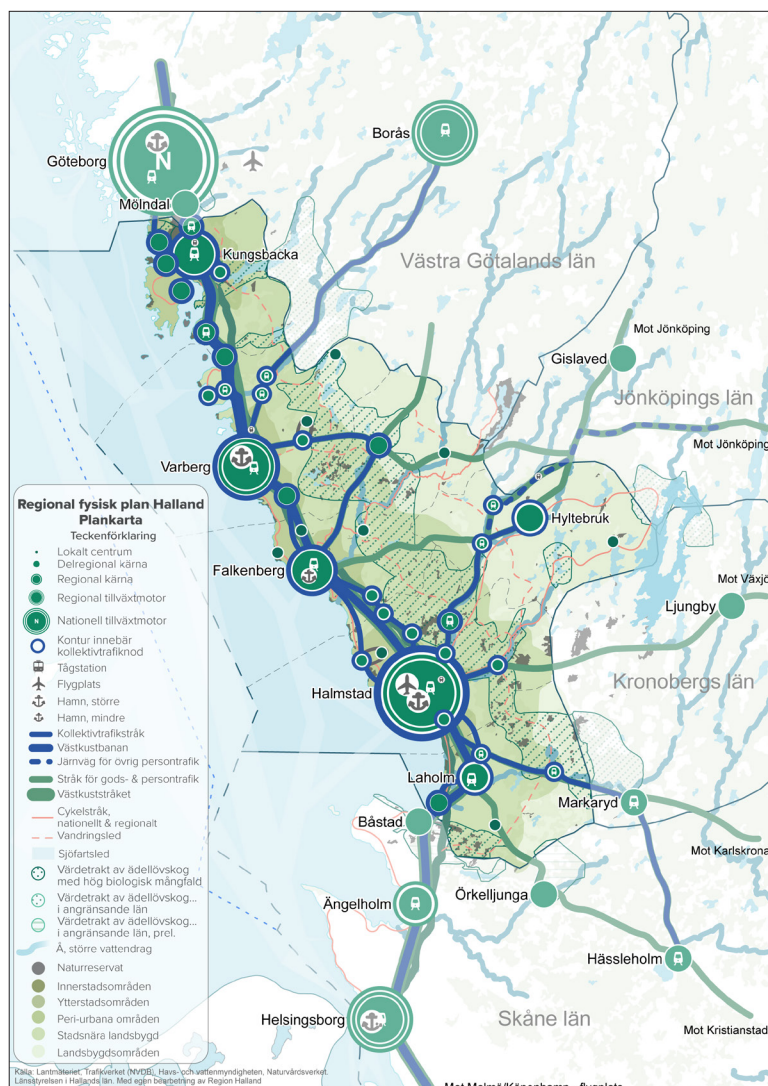 Göteborg
N
Borås
Mölndal
Kungsbacka
Västra Götalands län
Mot Jönköping
Gislaved
Jönköpings län
Mot Jönköping
Varberg
Regional fysisk plan Halland
Plankarta
Teckenförklaring
Lokalt centrum
Delregional kärna
Regional kärna
Regional tillväxtmotor
N
Nationell tillväxtmotor
Kontur innebär
kollektivtrafiknod
Tågstation
Flygplats
Hamn, större
Hamn, mindre
Kollektivtrafikstråk
Västkustbanan
Järnväg för övrig persontrafik
Stråk för gods- & persontrafik
Västkuststråket
Cykelstråk,
nationellt & regionalt
Vandringsled
Sjöfartsled
Värdetrakt av ädellövskog
med hög biologisk mångfald
Värdetrakt av ädellövskog...
i angränsande län
Värdetrakt av ädellövskog...
i angränsande län, prel.
Å, större vattendrag
Naturreservat
Innerstadsområden
Ytterstadsområden
Peri-urbana områden
Stadsnära landsbygd
Landsbygdsområden
Hyltebruk
Falkenberg
Mot Växjö
Ljungby
Kronobergs län
Halmstad
Laholm
Markaryd
Båstad
Mot Karlskrona
Ängelholm
Örkelljunga
Hässleholm
Helsingborg
Skåne län
Mot Kristianstad
Källa: Lantmäteriet, Trafikverket (NVDB), Havs- och vattenmyndigheten, Naturvårdsverket.
Länsstyrelsen i Hallands län. Med egen bearbetning av Region Halland
Mot Malmö/Köpenhamn - flygplats